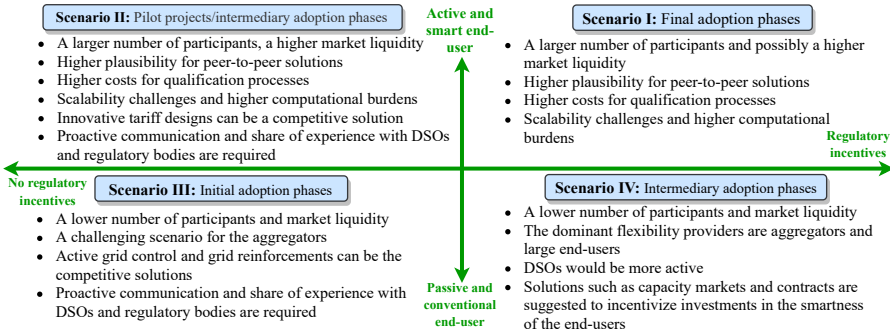 Scenario II: Pilot projects/intermediary adoption phases
• A larger number of participants, a higher market liquidity
• Higher plausibility for peer-to-peer solutions
• Higher costs for qualification processes
• Scalability challenges and higher computational burdens
• Innovative tariff designs can be a competitive solution
• Proactive communication and share of experience with DSOs
and regulatory bodies are required
Active and
smart end-
user
Scenario I: Final adoption phases
• A larger number of participants and possibly a higher
market liquidity
• Higher plausibility for peer-to-peer solutions
• Higher costs for qualification processes
• Scalability challenges and higher computational
burdens
Regulatory
incentives
No regulatory
incentives
Scenario III: Initial adoption phases
• A lower number of participants and market liquidity
• A challenging scenario for the aggregators
• Active grid control and grid reinforcements can be the
competitive solutions
• Proactive communication and share of experience with
DSOs and regulatory bodies are required
Passive and
conventional
end-user
Scenario IV: Intermediary adoption phases
• A lower number of participants and market liquidity
• The dominant flexibility providers are aggregators and
large end-users
• DSOs would be more active
• Solutions such as capacity markets and contracts are
suggested to incentivize investments in the smartness
of the end-users